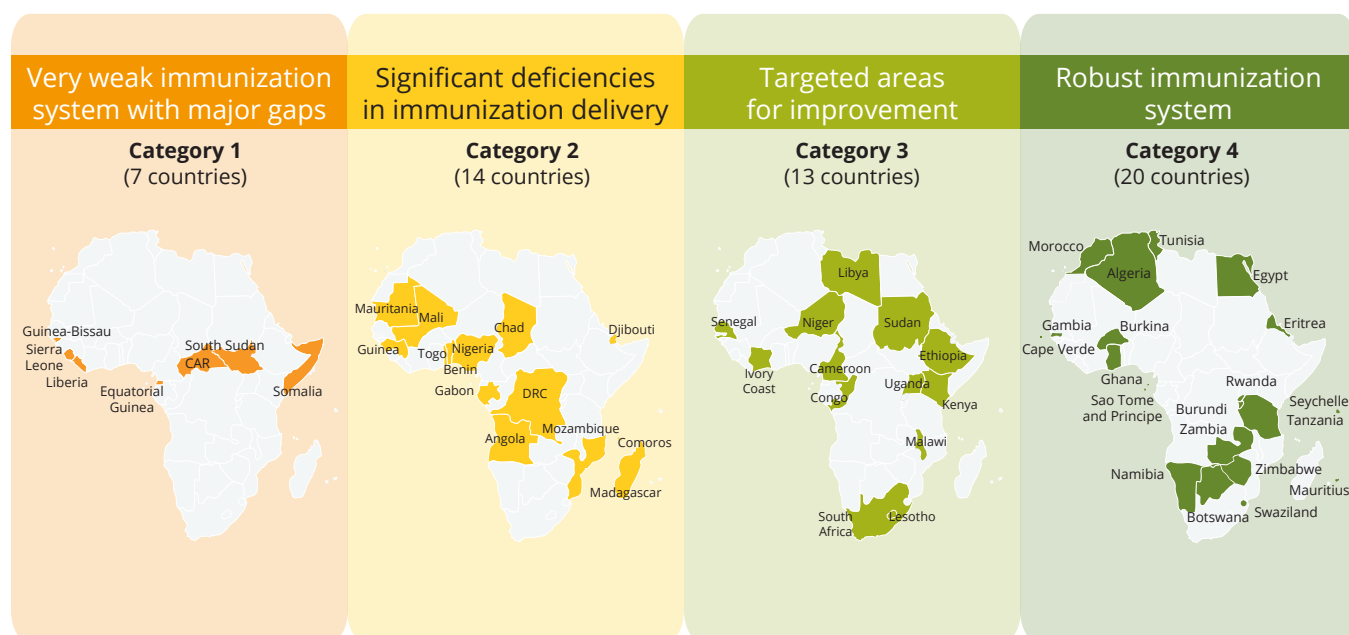 Very weak immunization
system with major gaps
Category 1
(7 countries)
Guinea-Bissau
South Sudan
Sierra
Leone
CAR
Liberia
Equatorial
Guinea
Somalia
Significant deficiencies
in immunization delivery
Category 2
(14 countries)
Mauritania
Mali
Chad
Djibouti
Guinea
Togo
Nigeria
Benin
Gabon
DRC
Angola
Mozambique
Comoros
Madagascar
Targeted areas
for improvement
Category 3
(13 countries)
Libya
Senegal
Niger
Sudan
Ethiopia
Ivory
Coast
Cameroon
Uganda
Congo
Kenya
Malawi
South
Africa
Lesotho
Robust immunization
system
Category 4
(20 countries)
Morocco
Tunisia
Algeria
Egypt
Gambia
Burkina
Eritrea
Cape Verde
Ghana
Rwanda
Sao Tome
and Principe
Burundi
Seychelle
Tanzania
Zambia
Namibia
Zimbabwe
Mauritius
Botswana
Swaziland